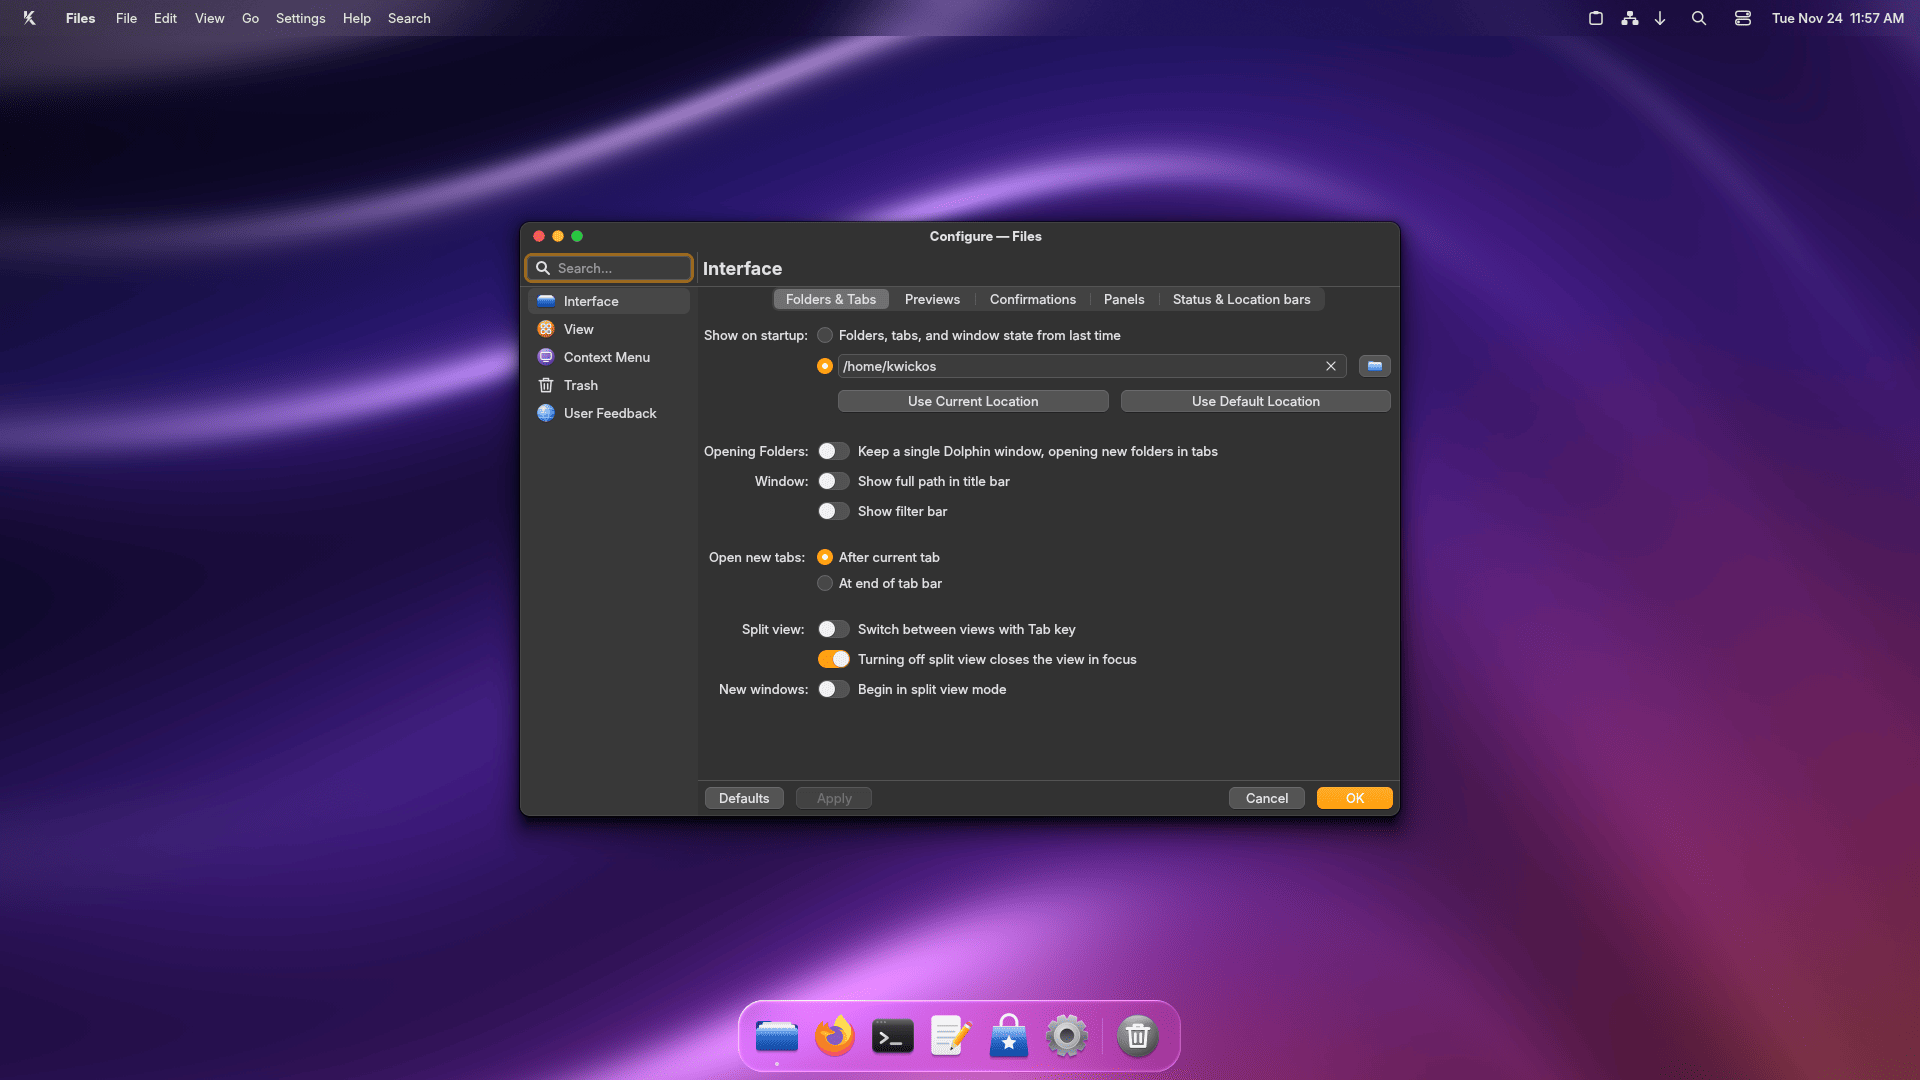 Files File Edit View Go Settings Help Search
Tue Nov 24 11:57 AM
Configure — Files
Search...
Interface
Interface
View
Context Menu
Trash
User Feedback
Folders & Tabs Previews Confirmations Panels Status & Location bars
Show on startup: Folders, tabs, and window state from last time
/home/kwickos
Use Current Location Use Default Location
Opening Folders: Keep a single Dolphin window, opening new folders in tabs
Window: Show full path in title bar
Show filter bar
Open new tabs: After current tab
At end of tab bar
Split view: Switch between views with Tab key
Turning off split view closes the view in focus
New windows: Begin in split view mode
Defaults Apply Cancel OK